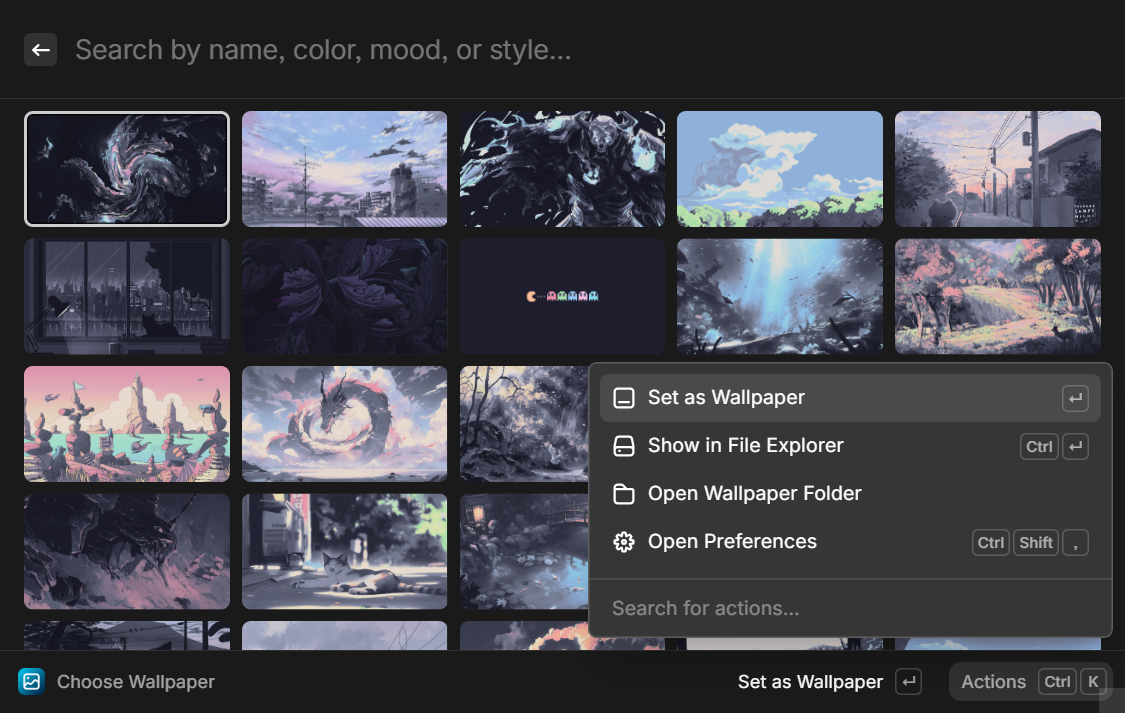 Search by name, color, mood, or style...
Set as Wallpaper
Show in File Explorer Ctrl
Open Wallpaper Folder
Open Preferences Ctrl Shift ,
Search for actions...
Choose Wallpaper Set as Wallpaper Actions Ctrl K